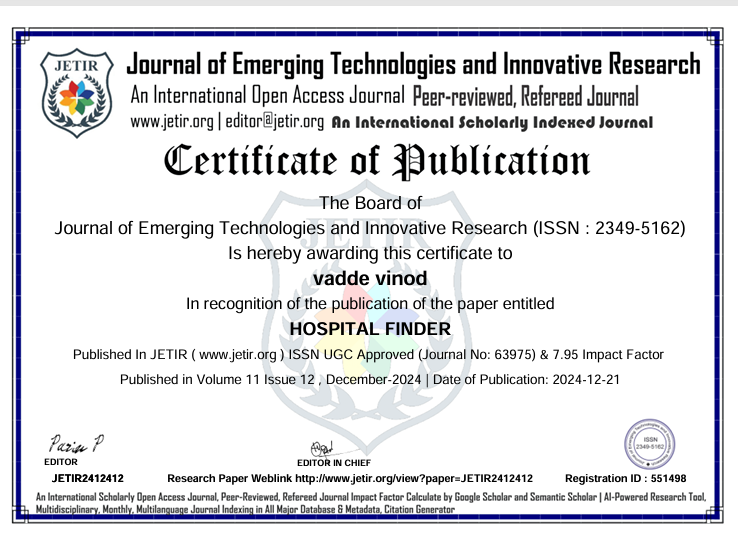 JETIR
Journal of Emerging Technologies and Innovative Research
An International Open Access Journal Peer-reviewed, Refereed Journal
www.jetir.org | editor@jetir.org An International Scholarly Indexed Journal
Certificate of Publication
The Board of
Journal of Emerging Technologies and Innovative Research (ISSN : 2349-5162)
Is hereby awarding this certificate to
vadde vinod
In recognition of the publication of the paper entitled
HOSPITAL FINDER
Published In JETIR ( www.jetir.org ) ISSN UGC Approved (Journal No: 63975) & 7.95 Impact Factor
Published in Volume 11 Issue 12 , December-2024 | Date of Publication: 2024-12-21
JETIR
ISSN
2349-5162
EDITOR
EDITOR IN CHIEF
JETIR2412412 Research Paper Weblink http://www.jetir.org/view?paper=JETIR2412412 Registration ID : 551498
An International Scholarly Open Access Journal, Peer-Reviewed, Refereed Journal Impact Factor Calculate by Google Scholar and Semantic Scholar | AI-Powered Research Tool,
Multidisciplinary, Monthly, Multilanguage Journal Indexing in All Major Database & Metadata, Citation Generator